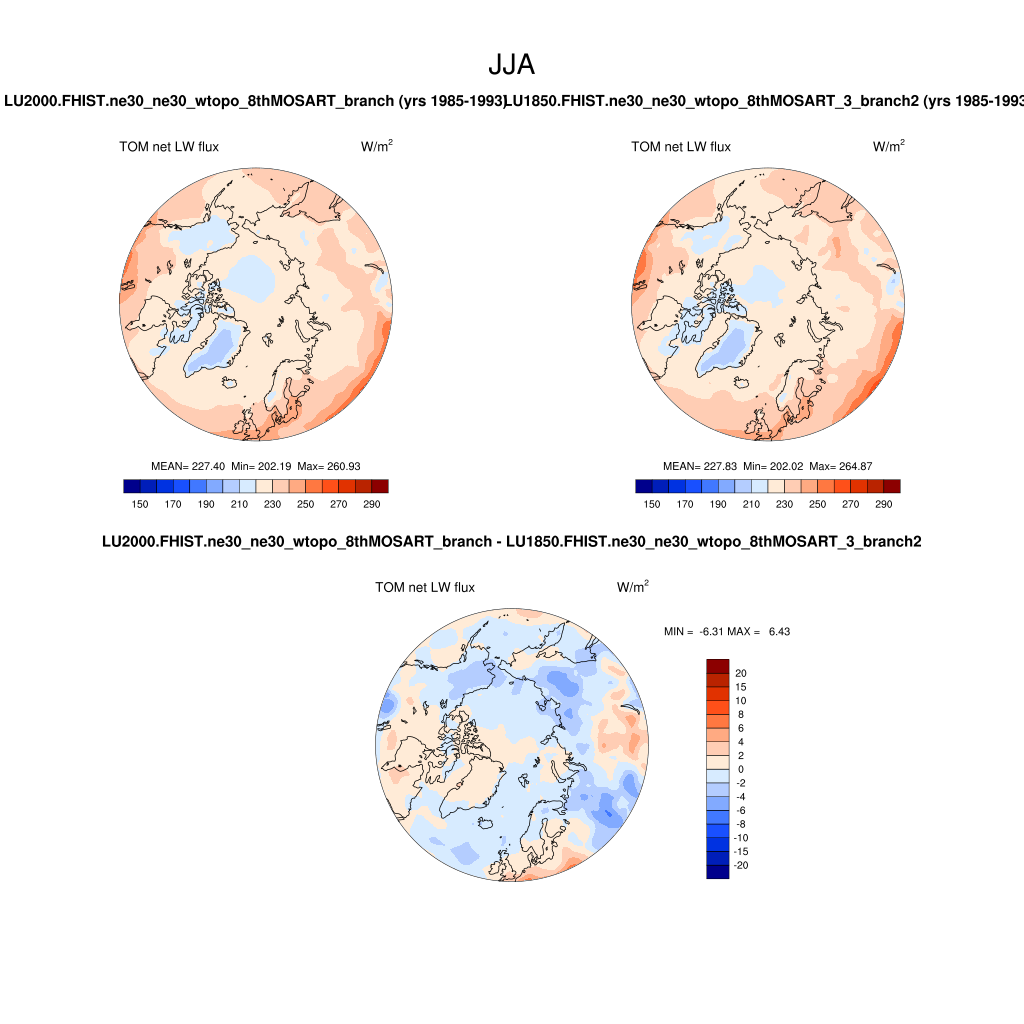 JJA
LU2000.FHIST.ne30_ne30_wtopo_8thMOSART_branch (yrs 1985-1993)
LU1850.FHIST.ne30_ne30_wtopo_8thMOSART_3_branch2 (yrs 1985-1993
TOM net LW flux W/m2
TOM net LW flux W/m2
MEAN= 227.40 Min= 202.19 Max= 260.93
MEAN= 227.83 Min= 202.02 Max= 264.87
150 170 190 210 230 250 270 290
150 170 190 210 230 250 270 290
LU2000.FHIST.ne30_ne30_wtopo_8thMOSART_branch - LU1850.FHIST.ne30_ne30_wtopo_8thMOSART_3_branch2
TOM net LW flux W/m2
MIN = -6.31 MAX = 6.43
20
15
10
8
6
4
2
0
-2
-4
-6
-8
-10
-15
-20